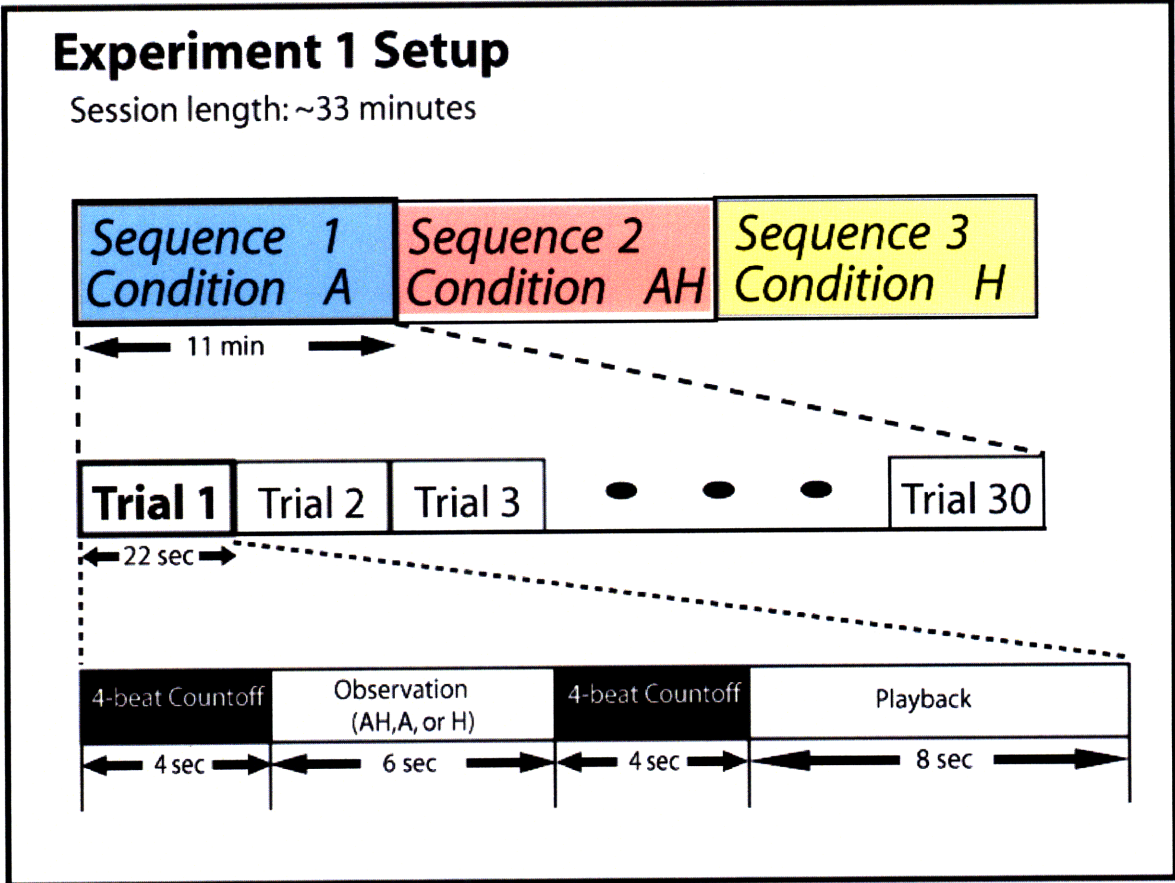 Experiment 1 Setup
Session length: ~33 minutes
Sequence 1
Condition A
Sequence 2
Condition AH
Sequence 3
Condition H
11 min
Trial 1
Trial 2
Trial 3
Trial 30
22 sec
4-beat Countoff
Observation
(AH,A, or H)
4-beat Countoff
Playback
4 sec
6 sec
4 sec
8 sec